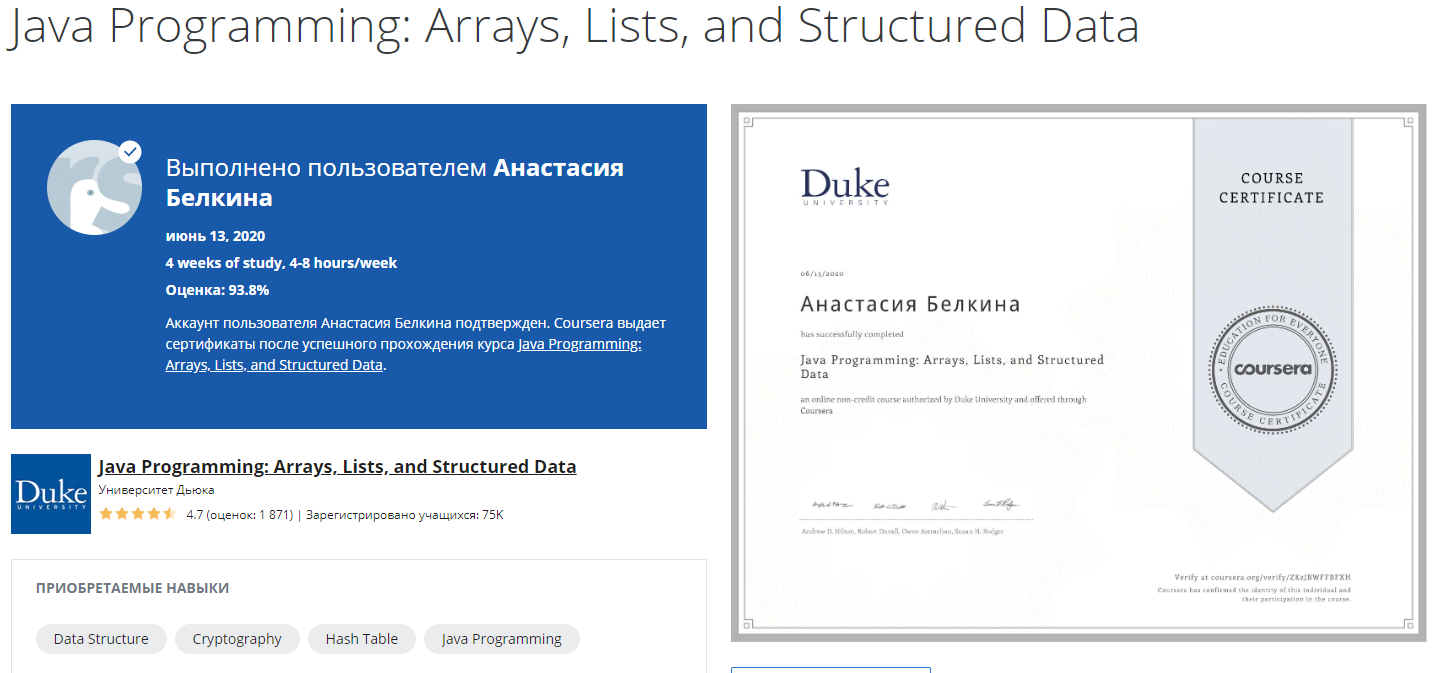 Java Programming: Arrays, Lists, and Structured Data
Выполнено пользователем Анастасия
Белкина
июнь 13, 2020
4 weeks of study, 4-8 hours/week
Оценка: 93.8%
Аккаунт пользователя Анастасия Белкина подтвержден. Coursera выдает
сертификаты после успешного прохождения курса Java Programming:
Arrays, Lists, and Structured Data.
Duke
UNIVERSITY
Java Programming: Arrays, Lists, and Structured Data
Университет Дьюка
4.7 (оценок: 1 871) | Зарегистрировано учащихся: 75K
ПРИОБРЕТАЕМЫЕ НАВЫКИ
Data Structure
Cryptography
Hash Table
Java Programming
Duke
UNIVERSITY
COURSE
CERTIFICATE
06/13/2020
Анастасия Белкина
has successfully completed
Java Programming: Arrays, Lists, and Structured
Data
an online non-credit course authorized by Duke University and offered through
Coursera
EDUCATION FOR EVERYONE
coursera
COURSE CERTIFICATE
Andrew D. Hilton, Robert Duvall, Owen Astrachan, Susan H. Rodger
Verify at coursera.org/verify/ZK2JBWFFBFXH
Coursera has confirmed the identity of this individual and
their participation in the course.